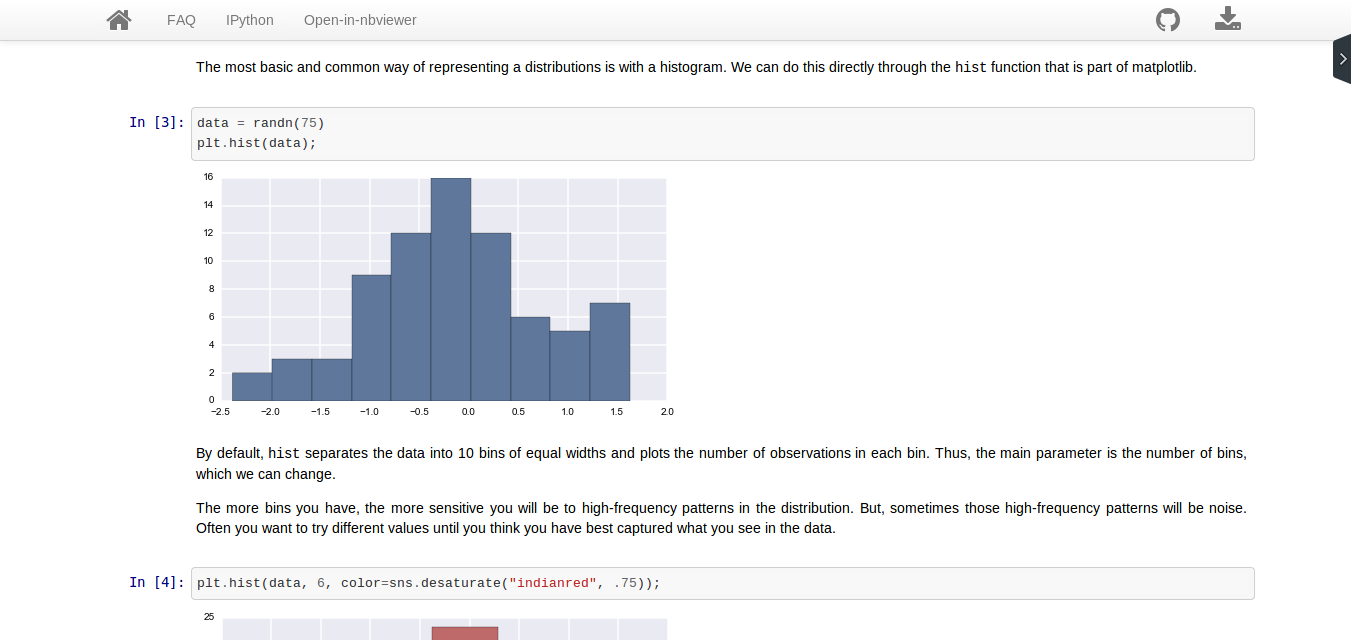 FAQ IPython Open-in-nbviewer
The most basic and common way of representing a distributions is with a histogram. We can do this directly through the hist function that is part of matplotlib.
In [3]: data = randn(75)
plt.hist(data);
16
14
12
10
8
6
4
2
0
−2.5 −2.0 −1.5 −1.0 −0.5 0.0 0.5 1.0 1.5 2.0
By default, hist separates the data into 10 bins of equal widths and plots the number of observations in each bin. Thus, the main parameter is the number of bins,
which we can change.
The more bins you have, the more sensitive you will be to high-frequency patterns in the distribution. But, sometimes those high-frequency patterns will be noise.
Often you want to try different values until you think you have best captured what you see in the data.
In [4]: plt.hist(data, 6, color=sns.desaturate("indianred", .75));
25